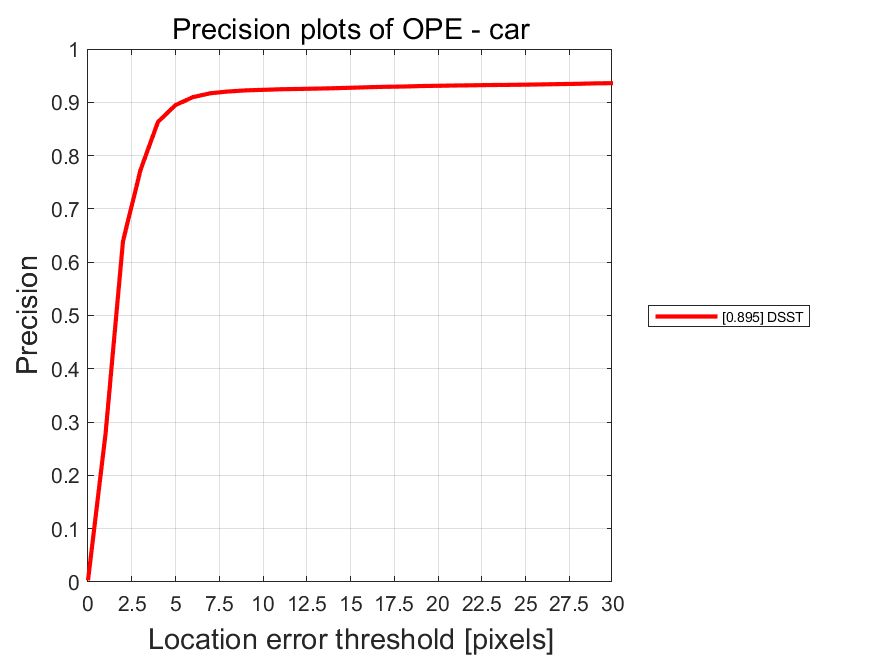 Precision plots of OPE - car
1
0.9
0.8
0.7
0.6
0.5
0.4
0.3
0.2
0.1
0
Precision
0 2.5 5 7.5 10 12.5 15 17.5 20 22.5 25 27.5 30
Location error threshold [pixels]
[0.895] DSST